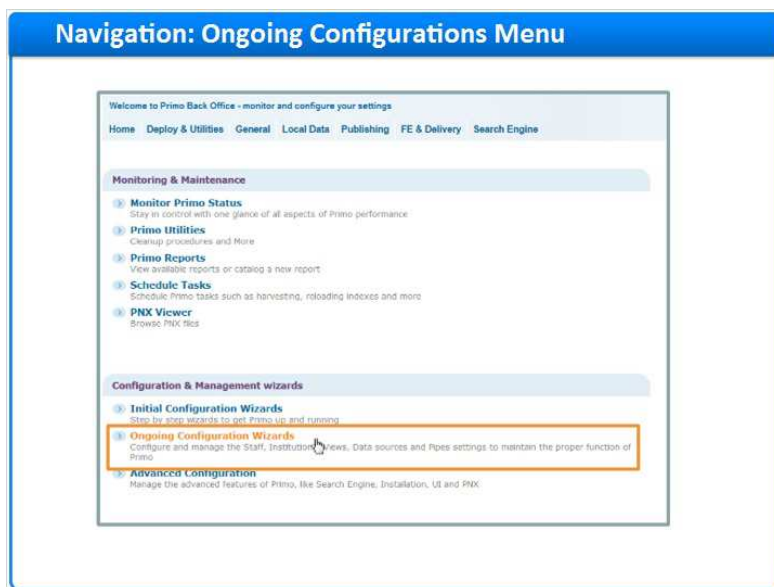 Navigation: Ongoing Configurations Menu
Welcome to Primo Back Office - monitor and configure your settings
Home Deploy & Utilities General Local Data Publishing FE & Delivery Search Engine
Monitoring & Maintenance
Monitor Primo Status
Stay in control with one glance of all aspects of Primo performance
Primo Utilities
Cleanup procedures and More
Primo Reports
View available reports or catalog a new report
Schedule Tasks
Schedule Primo tasks such as harvesting, reloading indexes and more
PNX Viewer
Browse PNX files
Configuration & Management wizards
Initial Configuration Wizards
Step by step wizards to get Primo up and running
Ongoing Configuration Wizards
Configure and manage the Staff, Institution, Views, Data sources and Pipes settings to maintain the proper function of
Primo
Advanced Configuration
Manage the advanced features of Primo, like Search Engine, Installation, UI and PNX